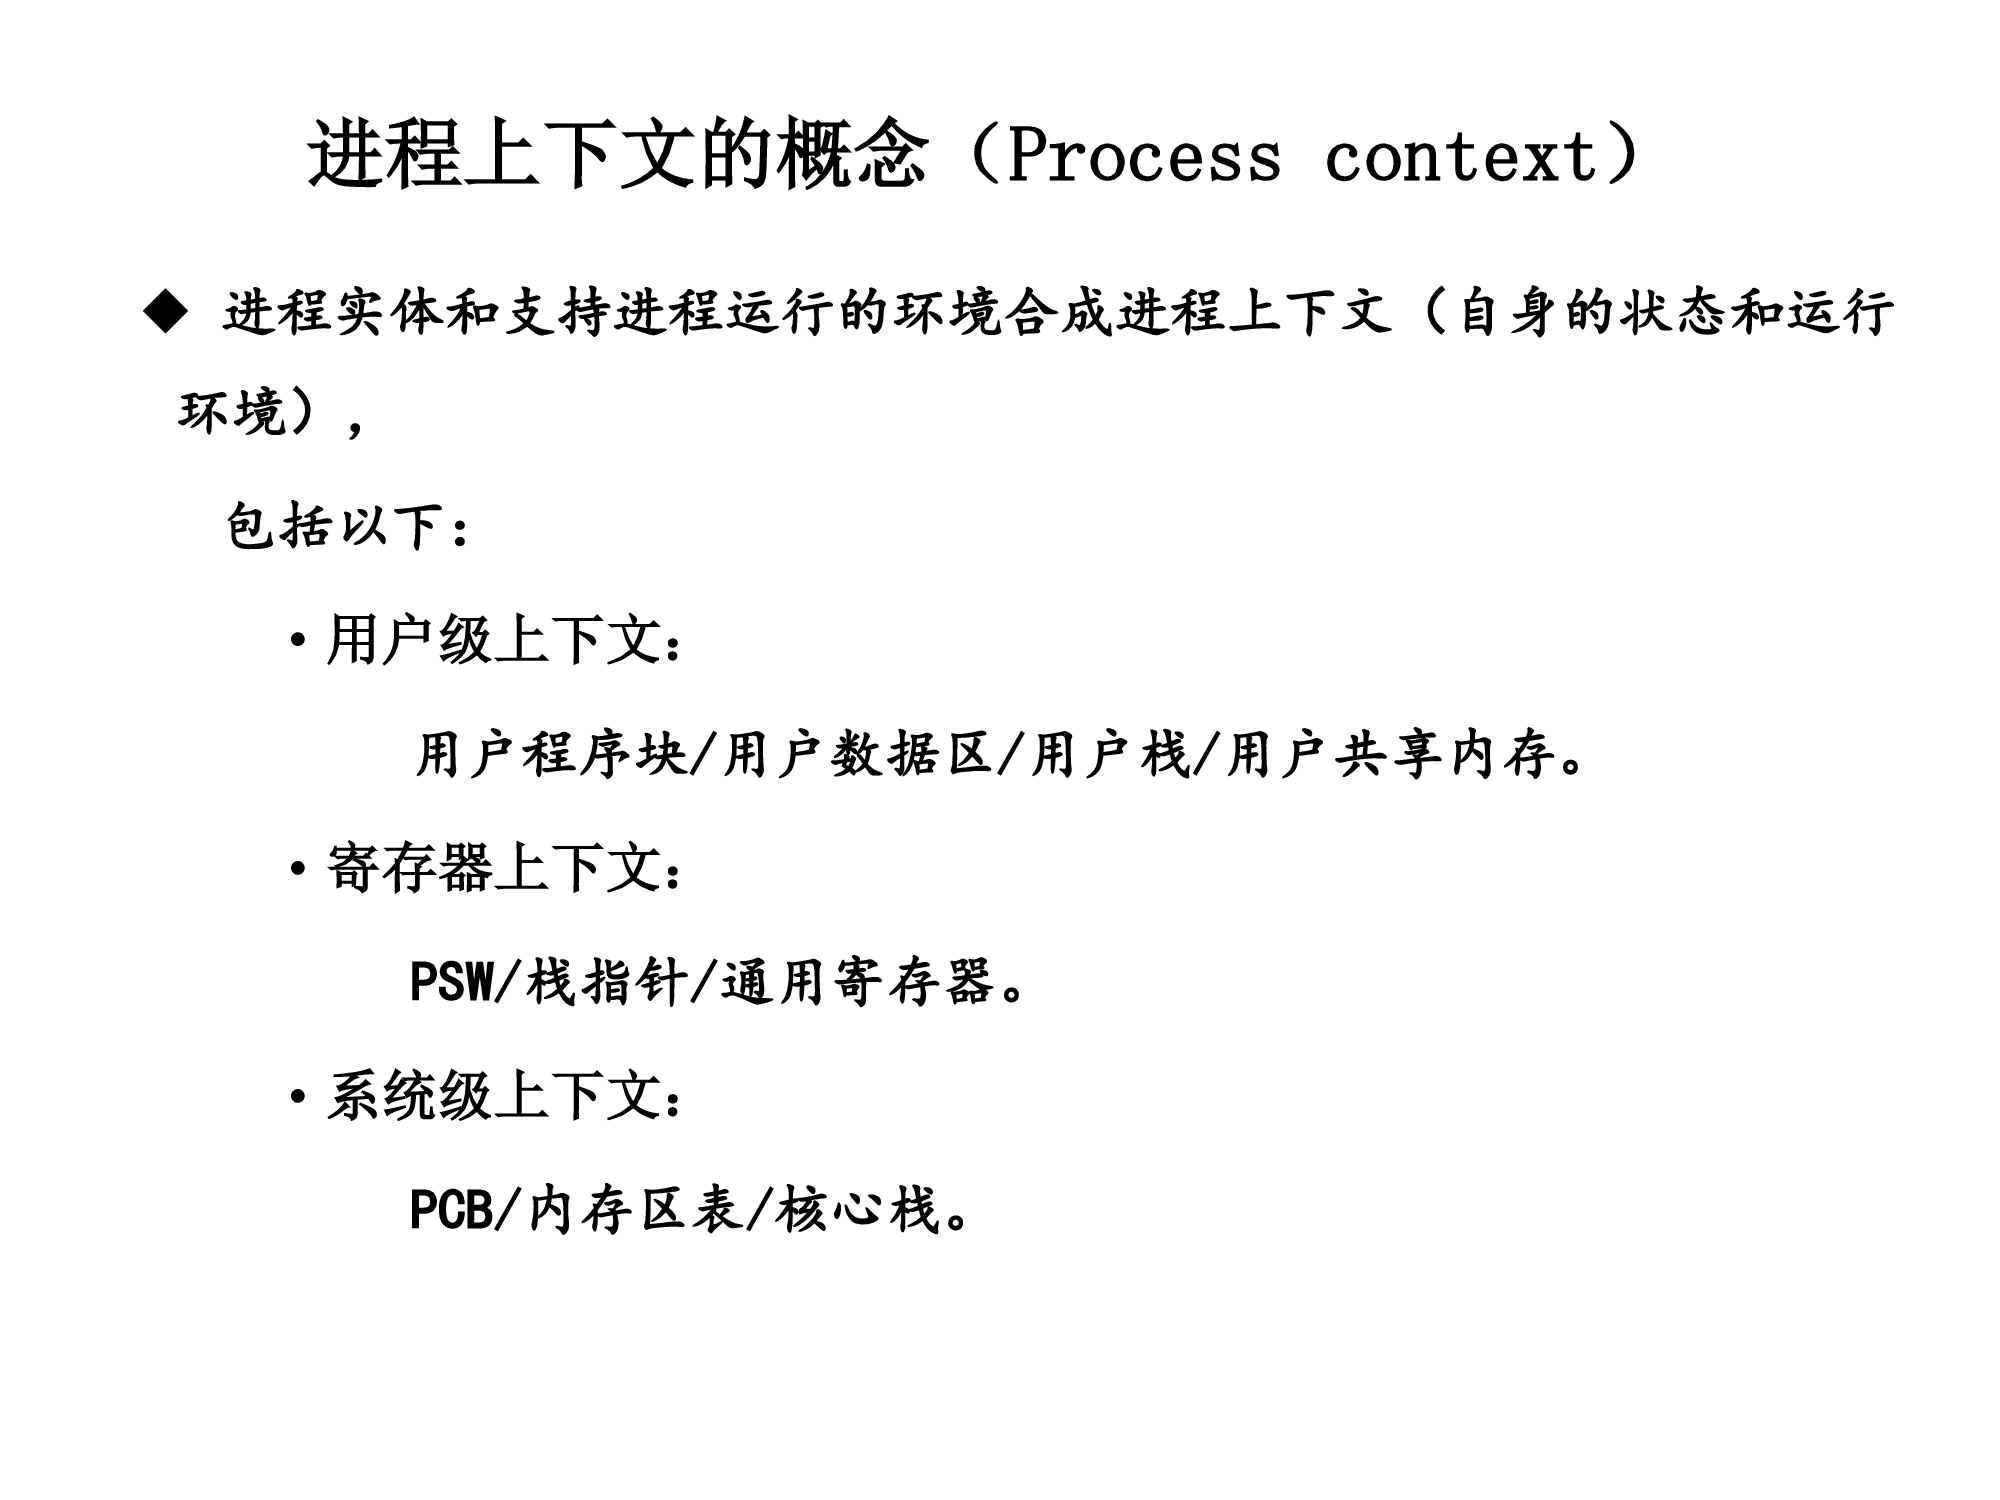 进程上下文的概念（Process context）
◆ 进程实体和支持进程运行的环境合成进程上下文（自身的状态和运行
环境），
包括以下：
• 用户级上下文：
用户程序块/用户数据区/用户栈/用户共享内存。
• 寄存器上下文：
PSW/栈指针/通用寄存器。
• 系统级上下文：
PCB/内存区表/核心栈。